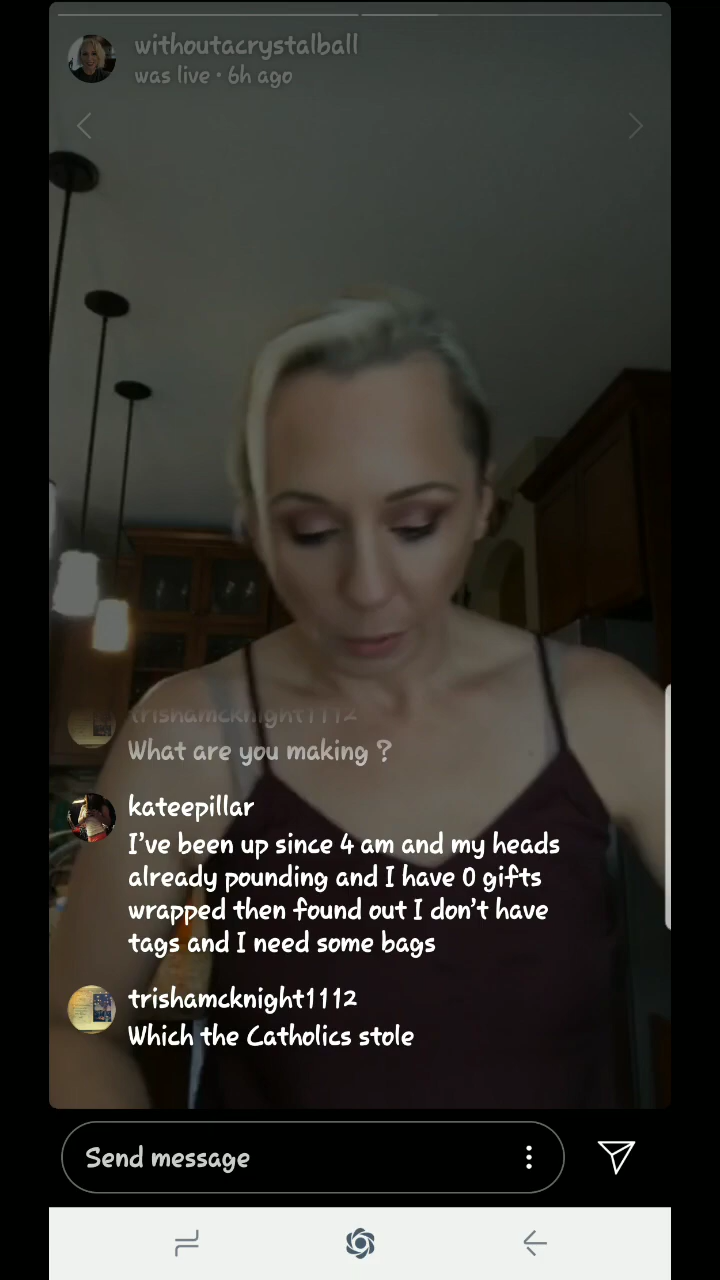 withoutacrystalball
was live • 6h ago
trishamcknight1112
What are you making ?
kateepillar
I've been up since 4 am and my heads
already pounding and I have 0 gifts
wrapped then found out I don't have
tags and I need some bags
trishamcknight1112
Which the Catholics stole
Send message